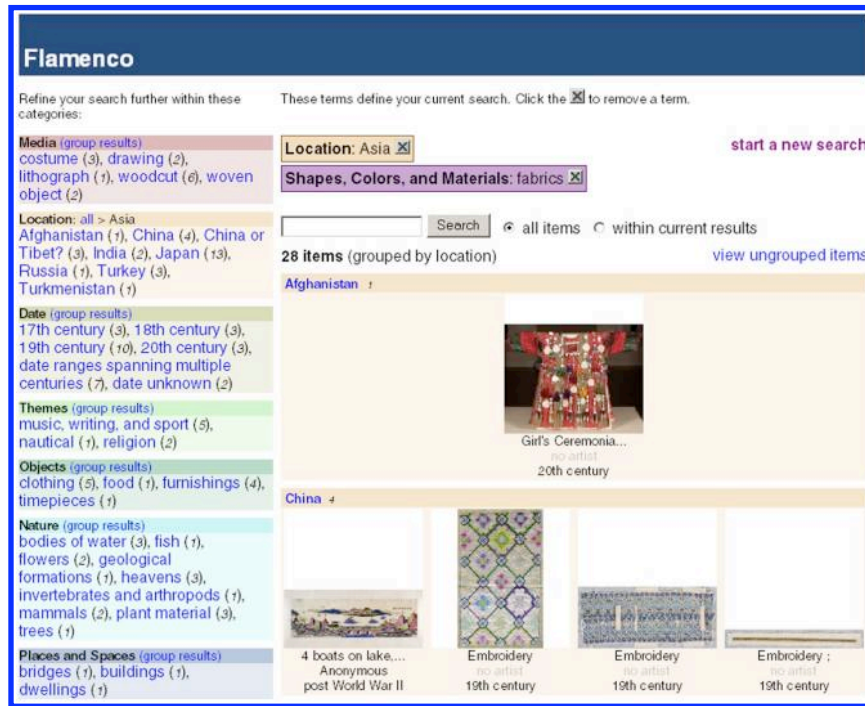 Flamenco
Refine your search further within these
categories:
Media (group results)
costume (3), drawing (2),
lithograph (1), woodcut (6), woven
object (2)
Location: all > Asia
Afghanistan (1), China (4), China or
Tibet? (3), India (2), Japan (13),
Russia (1), Turkey (3),
Turkmenistan (1)
Date (group results)
17th century (3), 18th century (3),
19th century (10), 20th century (3),
date ranges spanning multiple
centuries (7), date unknown (2)
Themes (group results)
music, writing, and sport (5),
nautical (1), religion (2)
Objects (group results)
clothing (5), food (1), furnishings (4),
timepieces (1)
Nature (group results)
bodies of water (3), fish (1),
flowers (2), geological
formations (1), heavens (3),
invertebrates and arthropods (1),
mammals (2), plant material (3),
trees (1)
Places and Spaces (group results)
bridges (1), buildings (1),
dwellings (1)
These terms define your current search. Click the to remove a term.
Location: Asia
start a new search
Shapes, Colors, and Materials: fabrics
Search all items within current results
28 items (grouped by location) view ungrouped items
Afghanistan 1
Girl's Ceremonia...
no artist
20th century
China 4
4 boats on lake,...
Anonymous
post World War II
Embroidery
no artist
19th century
Embroidery
no artist
19th century
Embroidery ;
no artist
19th century